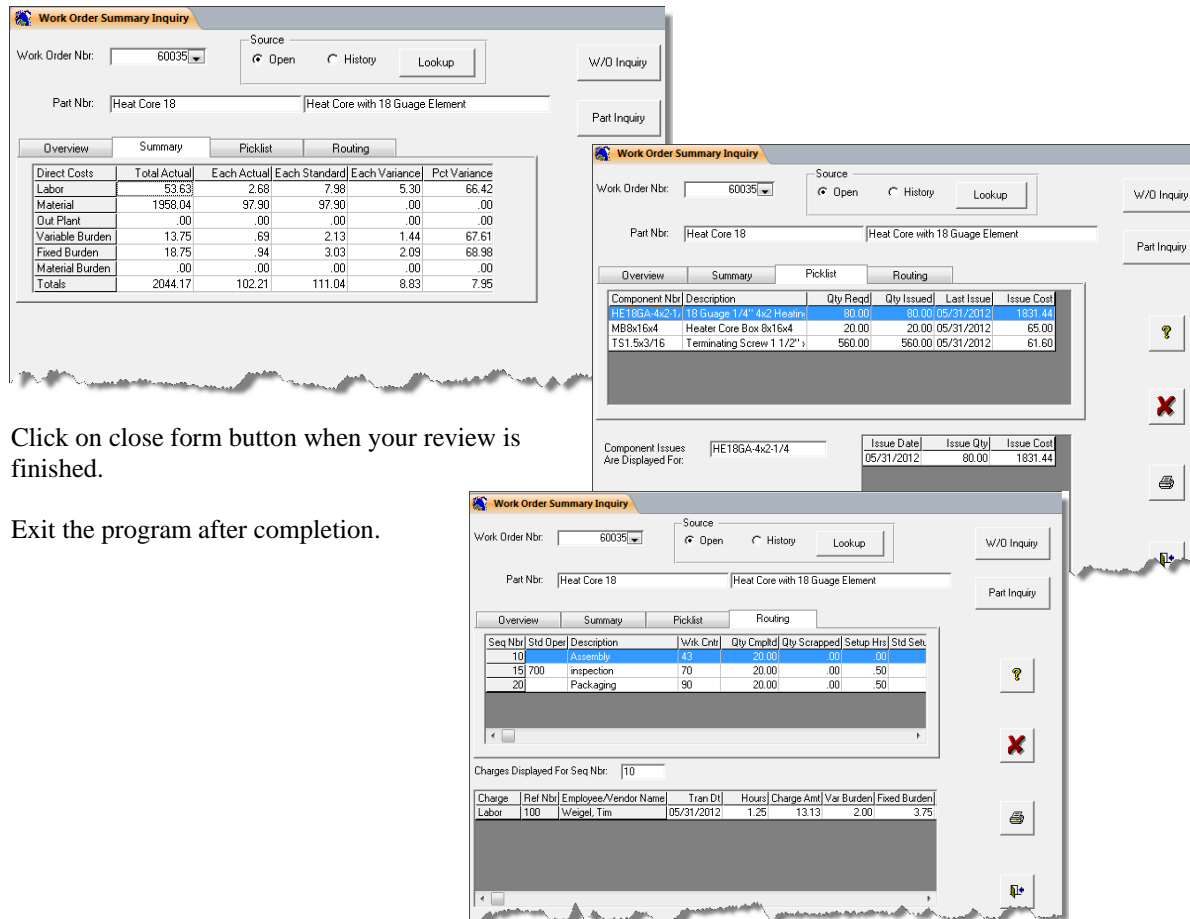 Work Order Summary Inquiry
Work Order Nbr: 60035
Source
Open History Lookup
W/O Inquiry
Part Nbr: Heat Core 18 Heat Core with 18 Guage Element
Part Inquiry
Overview Summary Picklist Routing
Direct Costs Total Actual Each Actual Each Standard Each Variance Pct Variance
Labor 53.63 2.68 7.98 5.30 66.42
Material 1958.04 97.90 97.90 .00 .00
Out Plant .00 .00 .00 .00 .00
Variable Burden 13.75 .69 2.13 1.44 67.61
Fixed Burden 18.75 .94 3.03 2.09 68.98
Material Burden .00 .00 .00 .00 .00
Totals 2044.17 102.21 111.04 8.83 7.95
Work Order Summary Inquiry
Work Order Nbr: 60035
Source
Open History Lookup
W/O Inquiry
Part Nbr: Heat Core 18 Heat Core with 18 Guage Element
Part Inquiry
Overview Summary Picklist Routing
Component Nbr Description Qty Reqd Qty Issued Last Issue Issue Cost
HE18GA-4x2-1/ 18 Guage 1/4" 4x2 Heatin 80.00 80.00 05/31/2012 1831.44
MB8x16x4 Heater Core Box 8x16x4 20.00 20.00 05/31/2012 65.00
TS1.5x3/16 Terminating Screw 1 1/2" x 560.00 560.00 05/31/2012 61.60
Component Issues
Are Displayed For: HE18GA-4x2-1/4
Issue Date Issue Qty Issue Cost
05/31/2012 80.00 1831.44
Click on close form button when your review is
finished.
Exit the program after completion.
Work Order Summary Inquiry
Work Order Nbr: 60035
Source
Open History Lookup
W/O Inquiry
Part Nbr: Heat Core 18 Heat Core with 18 Guage Element
Part Inquiry
Overview Summary Picklist Routing
Seq Nbr Std Oper Description Wrk Cntr Qty Cmpltd Qty Scrapped Setup Hrs Std Setu
10 Assembly 43 20.00 .00 .00
15 700 inspection 70 20.00 .00 .50
20 Packaging 90 20.00 .00 .50
Charges Displayed For Seq Nbr: 10
Charge Ref Nbr Employee/Vendor Name Tran Dt Hours Charge Amt Var Burden Fixed Burden
Labor 100 Weigel, Tim 05/31/2012 1.25 13.13 2.00 3.75